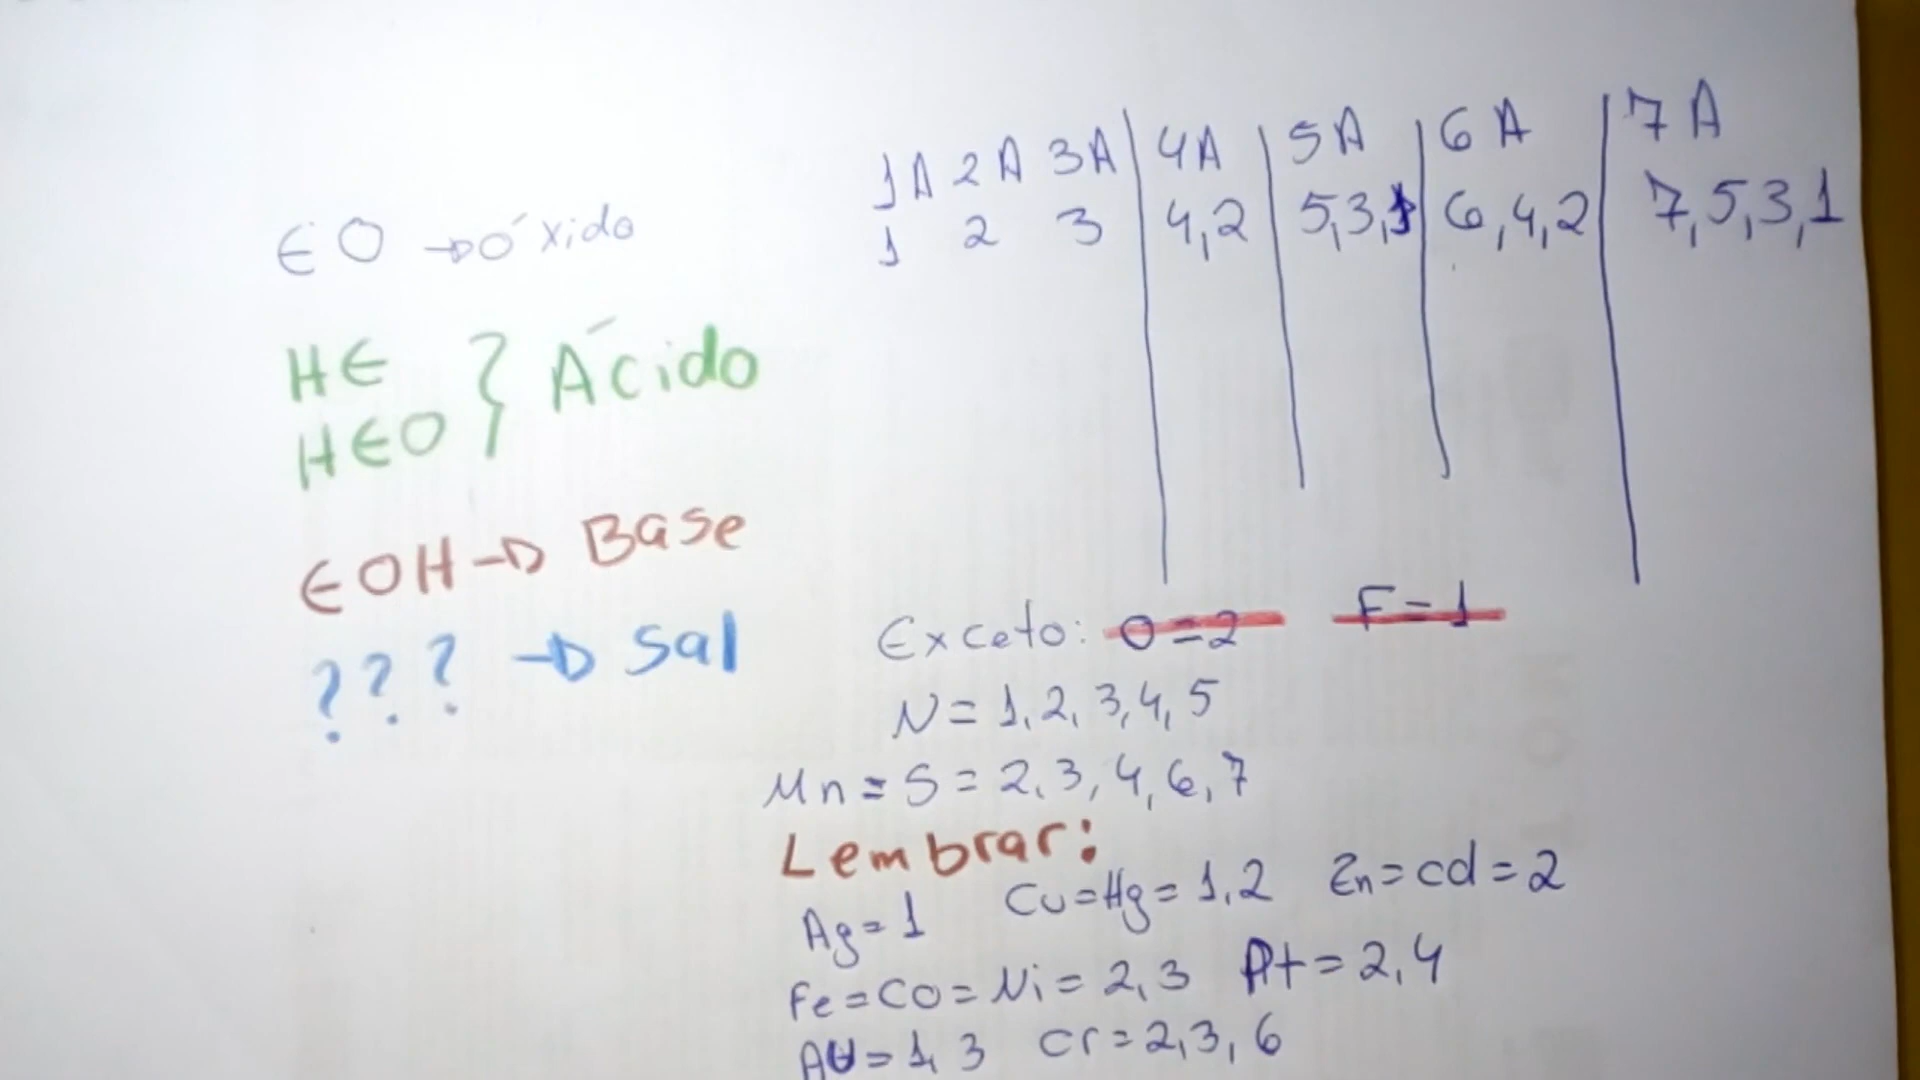 EO → óxido
HE
HEO } Ácido
EOH → Base
??? → Sal
1A 2A 3A | 4A | 5A | 6A | 7A
1 2 3 | 4,2 | 5,3,1 | 6,4,2 | 7,5,3,1
Exceto: O=2 F=1
N = 1, 2, 3, 4, 5
Mn = S = 2, 3, 4, 6, 7
Lembrar:
Ag = 1 Cu = Hg = 1, 2 Zn = cd = 2
Fe = CO = Ni = 2, 3 Pt = 2, 4
AU = 1, 3 cr = 2, 3, 6